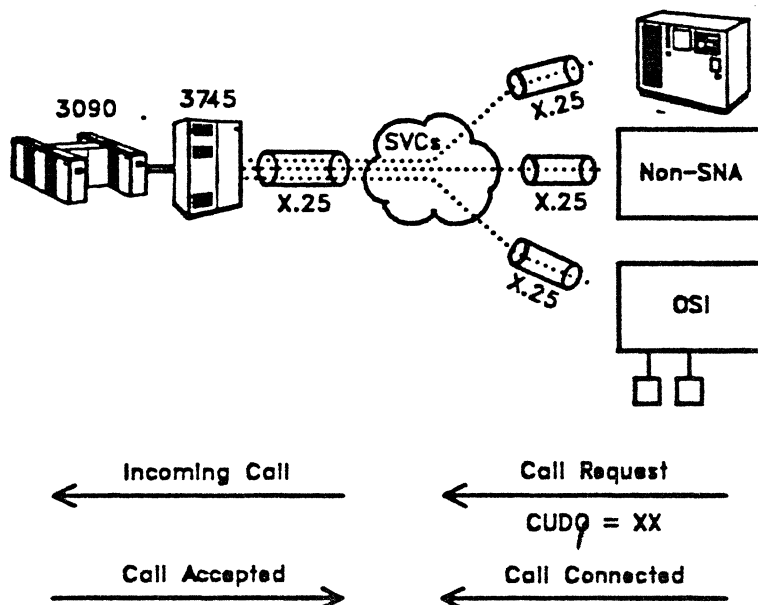 3090
3745
SVCs
X.25
X.25
X.25
X.25
Non-SNA
OSI
Incoming Call
Call Request
CUD0 = XX
Call Accepted
Call Connected